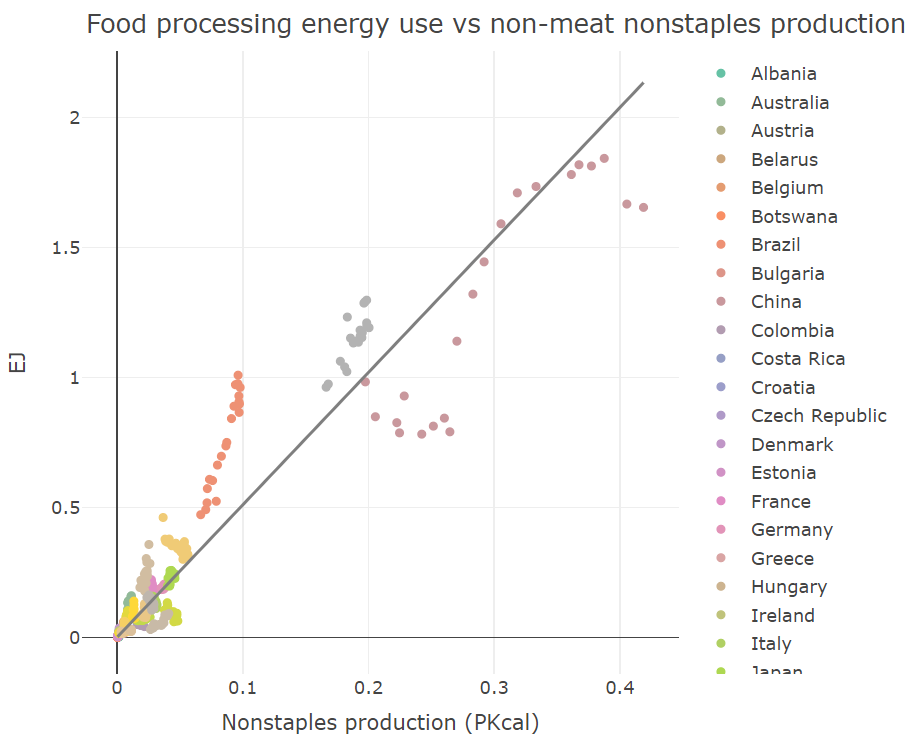 Food processing energy use vs non-meat nonstaples production
EJ
2
1.5
1
0.5
0
0
0.1
0.2
0.3
0.4
Nonstaples production (PKcal)
Albania
Australia
Austria
Belarus
Belgium
Botswana
Brazil
Bulgaria
China
Colombia
Costa Rica
Croatia
Czech Republic
Denmark
Estonia
France
Germany
Greece
Hungary
Ireland
Italy
Japan